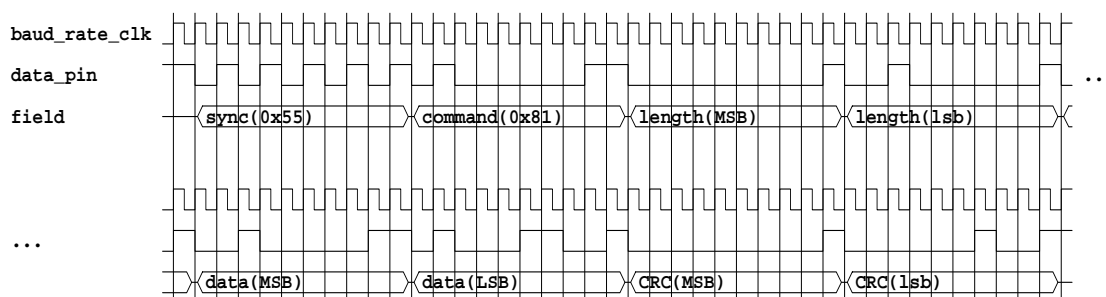 baud_rate_clk
data_pin ..
field sync(0x55) command(0x81) length(MSB) length(lsb)
...
data(MSB) data(LSB) CRC(MSB) CRC(lsb)